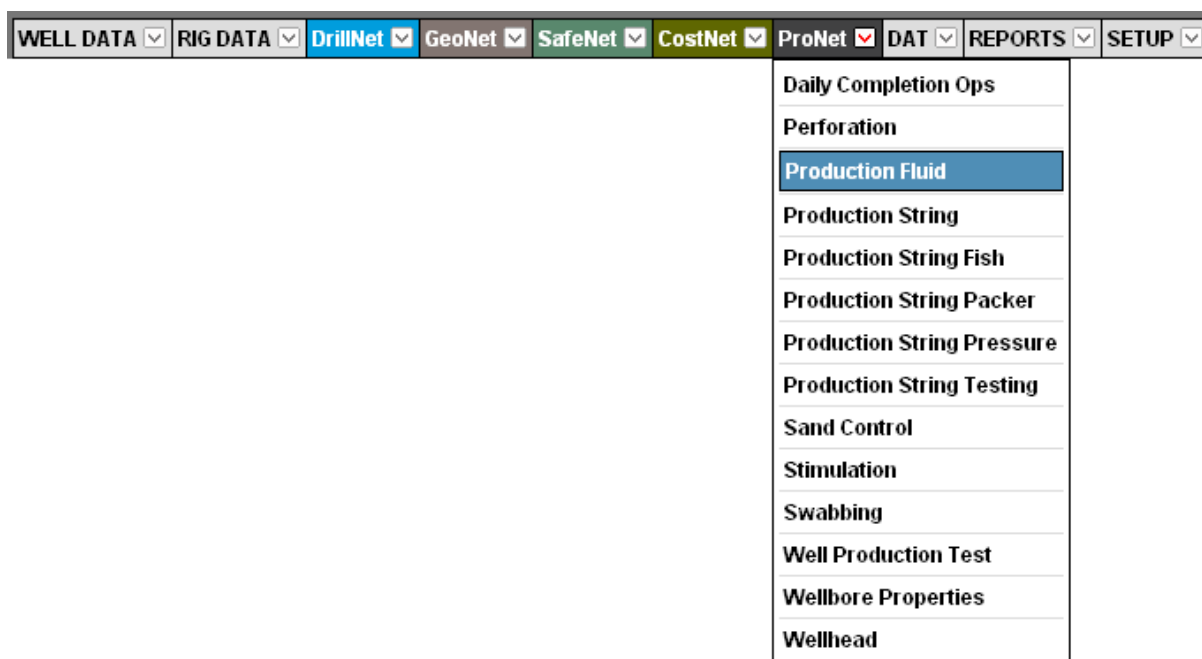 WELL DATA RIG DATA DrillNet GeoNet SafeNet CostNet ProNet DAT REPORTS SETUP
Daily Completion Ops
Perforation
Production Fluid
Production String
Production String Fish
Production String Packer
Production String Pressure
Production String Testing
Sand Control
Stimulation
Swabbing
Well Production Test
Wellbore Properties
Wellhead